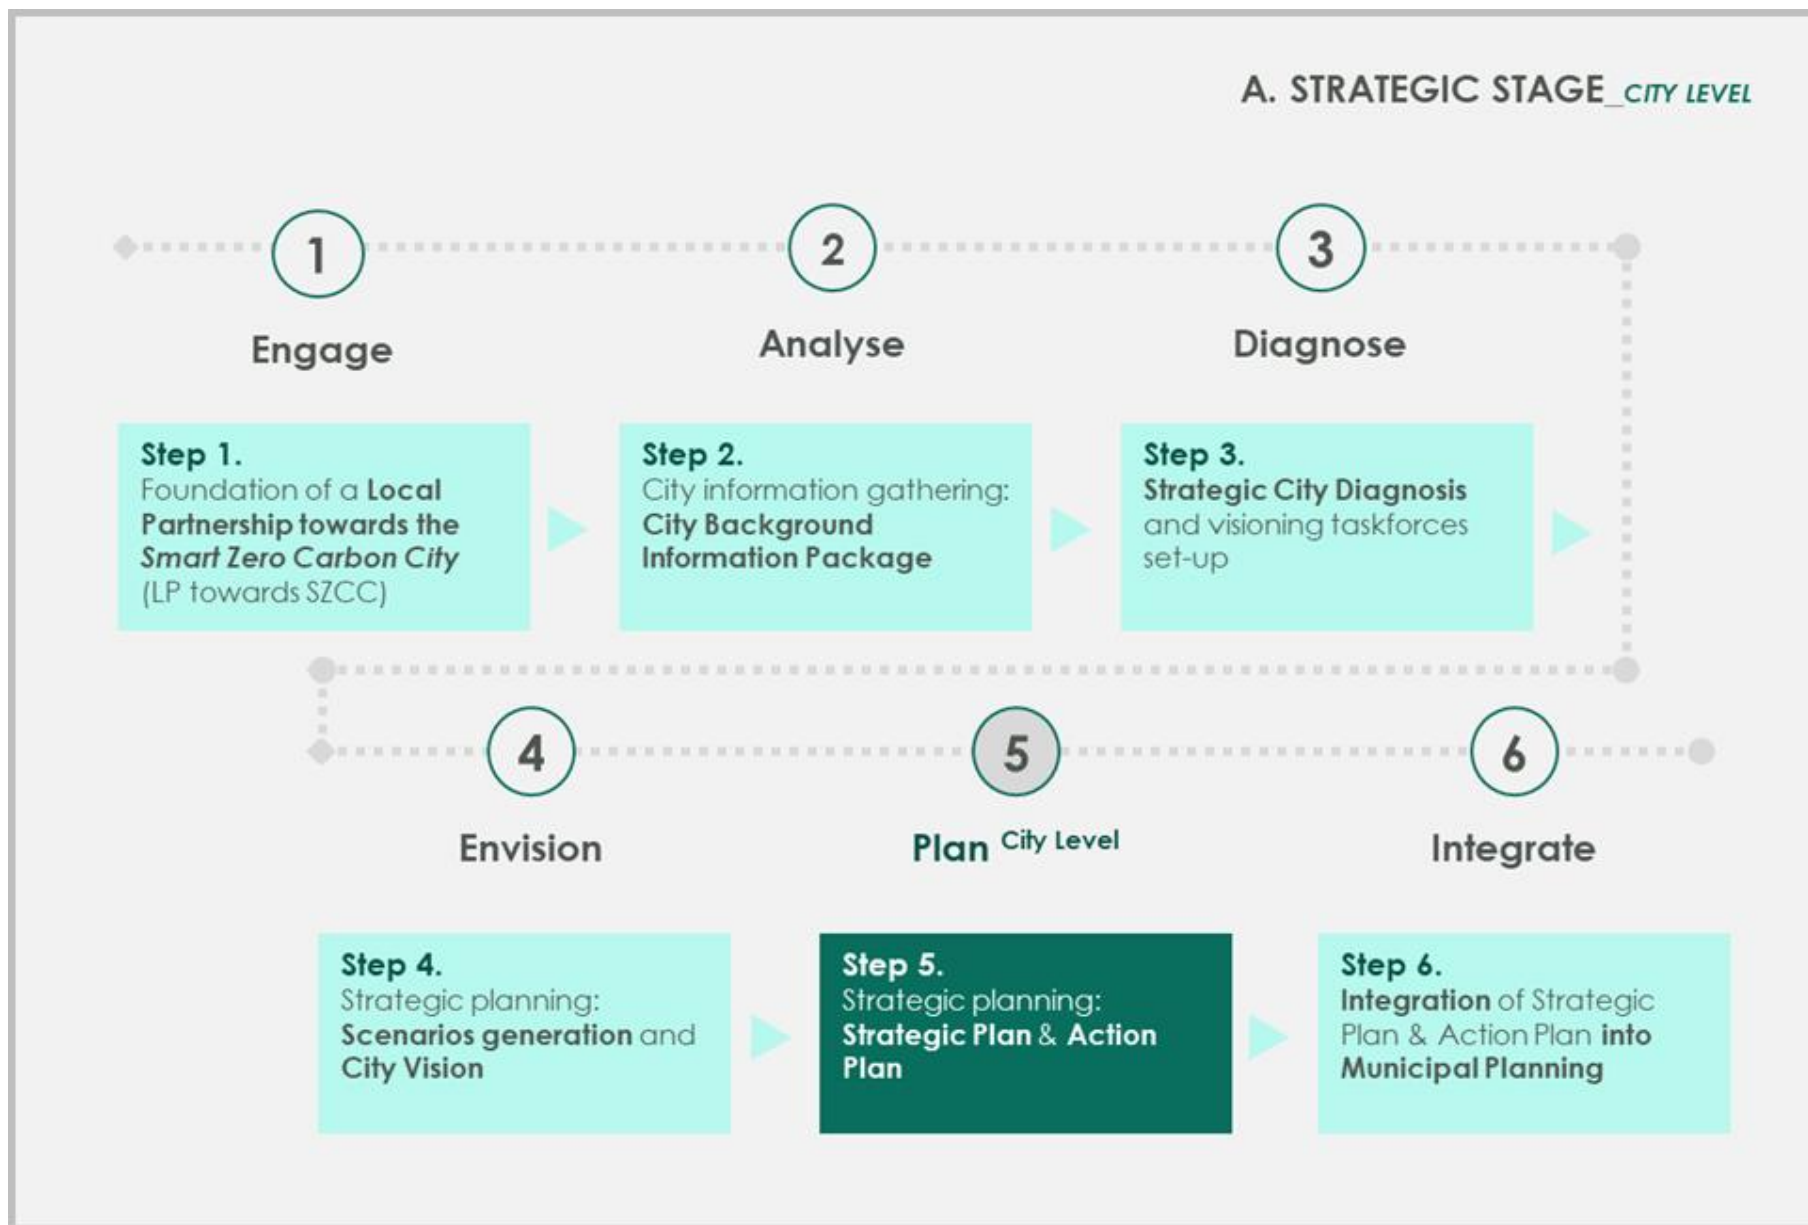 A. STRATEGIC STAGE_CITY LEVEL
1
2
3
Engage
Analyse
Diagnose
Step 1.
Foundation of a Local
Partnership towards the
Smart Zero Carbon City
(LP towards SZCC)
Step 2.
City information gathering:
City Background
Information Package
Step 3.
Strategic City Diagnosis
and visioning taskforces
set-up
4
5
6
Envision
Plan City Level
Integrate
Step 4.
Strategic planning:
Scenarios generation and
City Vision
Step 5.
Strategic planning:
Strategic Plan & Action
Plan
Step 6.
Integration of Strategic
Plan & Action Plan into
Municipal Planning